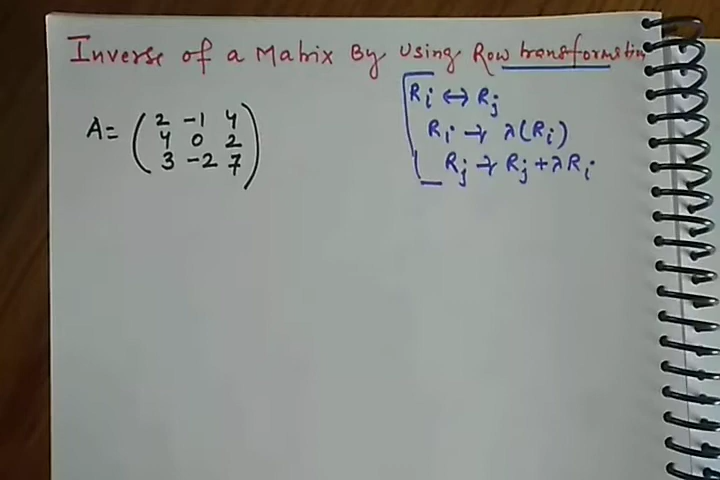 Inverse of a Matrix By Using Row transformation
A = ( 2 -1 4
4 0 2
3 -2 7 )
Ri ↔ Rj
Ri → λ(Ri)
Rj → Rj + λRi